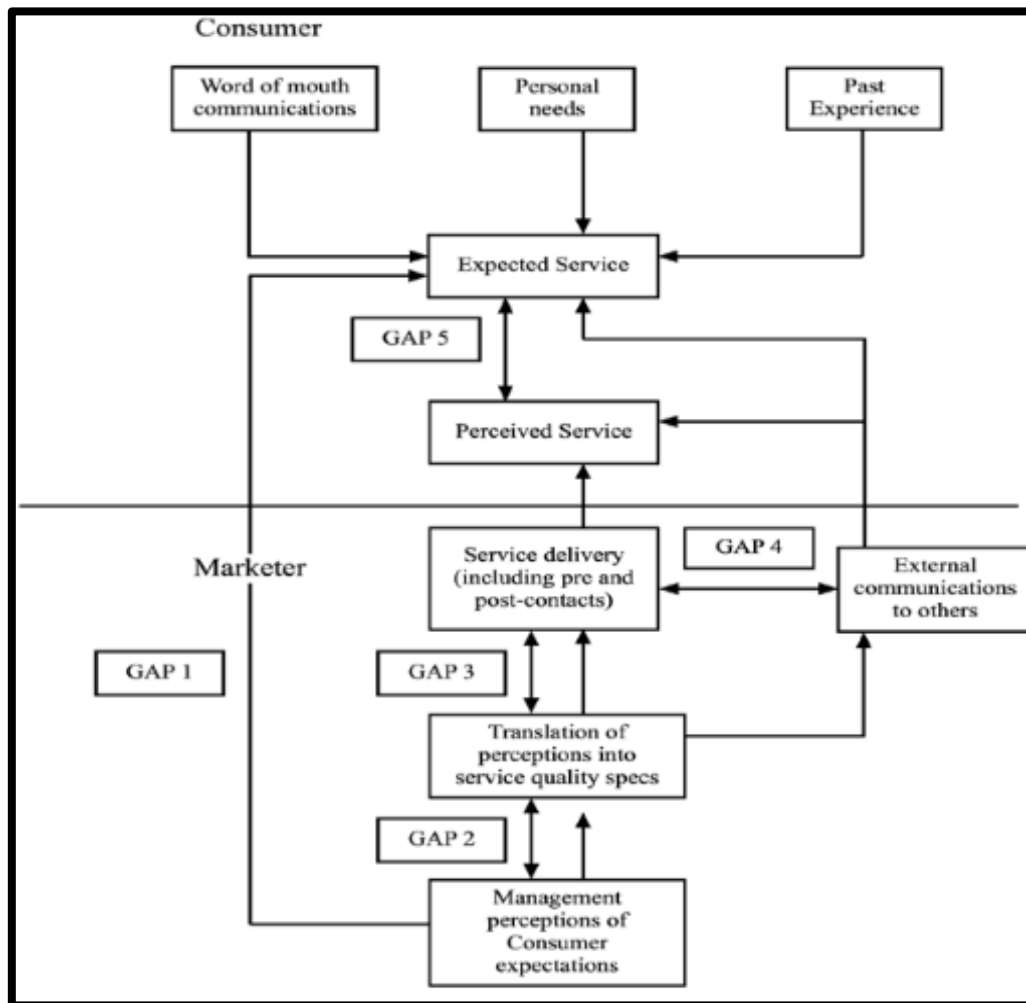 Consumer
Word of mouth
communications
Personal
needs
Past
Experience
Expected Service
GAP 5
Perceived Service
Marketer
Service delivery
(including pre and
post-contacts)
GAP 4
External
communications
to others
GAP 1
GAP 3
Translation of
perceptions into
service quality specs
GAP 2
Management
perceptions of
Consumer
expectations